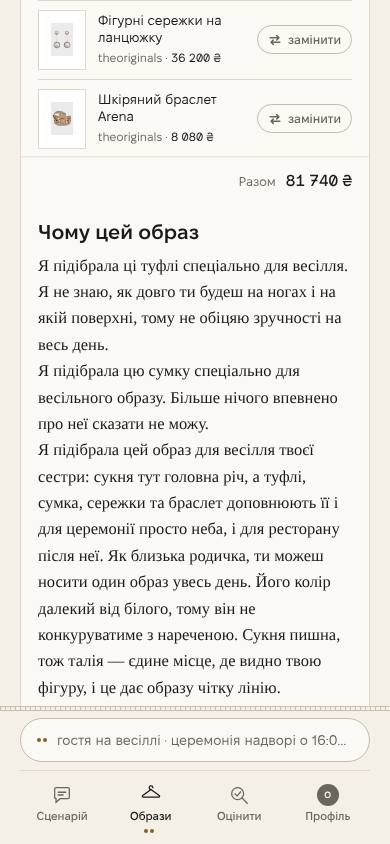 Фігурні сережки на
ланцюжку
theoriginals · 36 200 ₴
замінити
Шкіряний браслет
Arena
theoriginals · 8 080 ₴
замінити
Разом 81 740 ₴
Чому цей образ
Я підібрала ці туфлі спеціально для весілля.
Я не знаю, як довго ти будеш на ногах і на
якій поверхні, тому не обіцяю зручності на
весь день.
Я підібрала цю сумку спеціально для
весільного образу. Більше нічого впевнено
про неї сказати не можу.
Я підібрала цей образ для весілля твоєї
сестри: сукня тут головна річ, а туфлі,
сумка, сережки та браслет доповнюють її і
для церемонії просто неба, і для ресторану
після неї. Як близька родичка, ти можеш
носити один образ увесь день. Його колір
далекий від білого, тому він не
конкуруватиме з нареченою. Сукня пишна,
тож талія — єдине місце, де видно твою
фігуру, і це дає образу чітку лінію.
гостя на весіллі · церемонія надворі о 16:0...
Сценарій Образи Оцінити Профіль